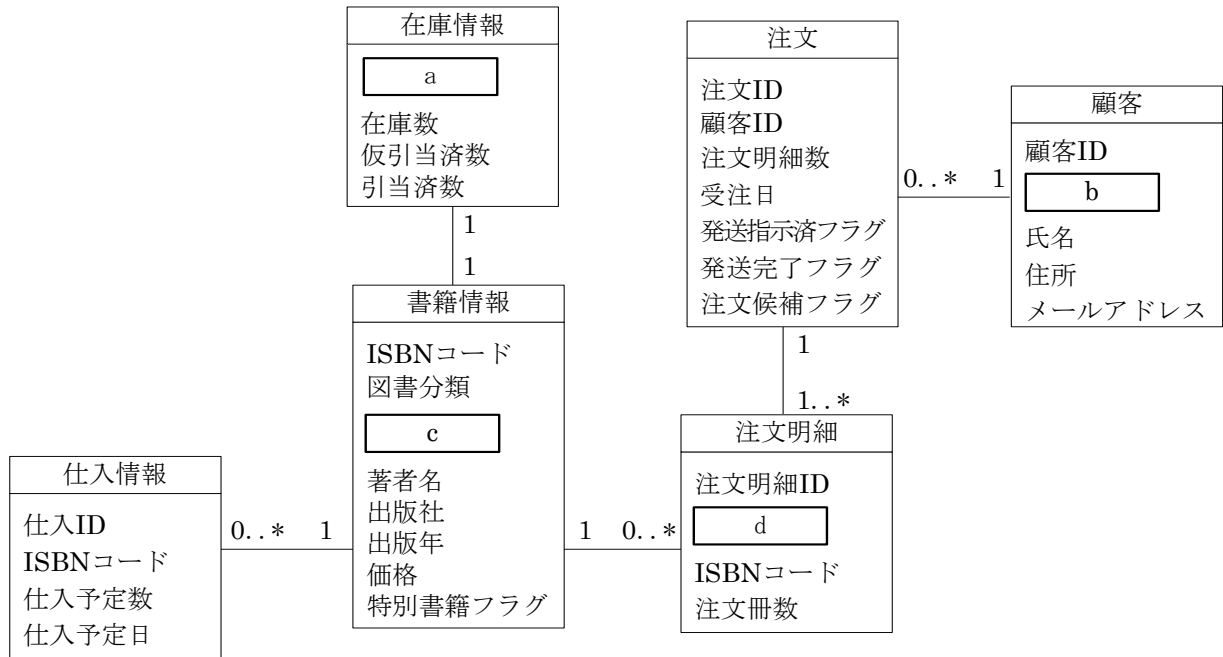 在庫情報
a
在庫数
仮引当済数
引当済数
1
1
書籍情報
ISBNコード
図書分類
c
著者名
出版社
出版年
価格
特別書籍フラグ
仕入情報
仕入ID
ISBNコード
仕入予定数
仕入予定日
0..* 1
1 0..*
注文
注文ID
顧客ID
注文明細数
受注日
発送指示済フラグ
発送完了フラグ
注文候補フラグ
0..* 1
顧客
顧客ID
b
氏名
住所
メールアドレス
1
1..*
注文明細
注文明細ID
d
ISBNコード
注文冊数